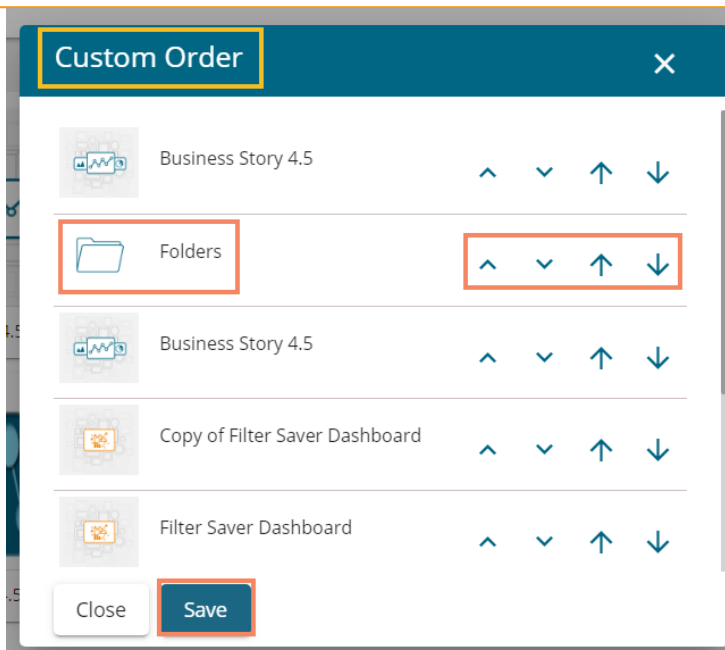 Custom Order
Business Story 4.5
Folders
Business Story 4.5
Copy of Filter Saver Dashboard
Filter Saver Dashboard
Close
Save